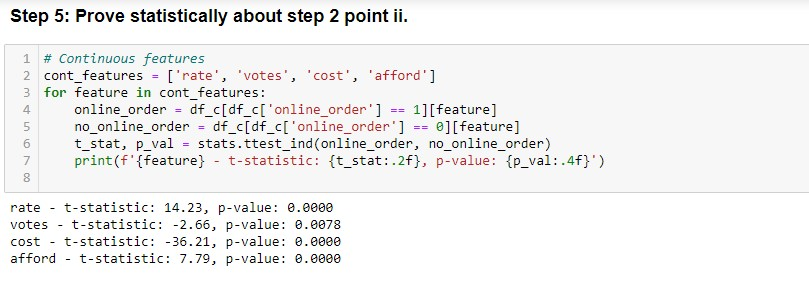 Step 5: Prove statistically about step 2 point ii.
1 # Continuous features
2 cont_features = ['rate', 'votes', 'cost', 'afford']
3 for feature in cont_features:
4     online_order = df_c[df_c['online_order'] == 1][feature]
5     no_online_order = df_c[df_c['online_order'] == 0][feature]
6     t_stat, p_val = stats.ttest_ind(online_order, no_online_order)
7     print(f'{feature} - t-statistic: {t_stat:.2f}, p-value: {p_val:.4f}')
8
rate - t-statistic: 14.23, p-value: 0.0000
votes - t-statistic: -2.66, p-value: 0.0078
cost - t-statistic: -36.21, p-value: 0.0000
afford - t-statistic: 7.79, p-value: 0.0000